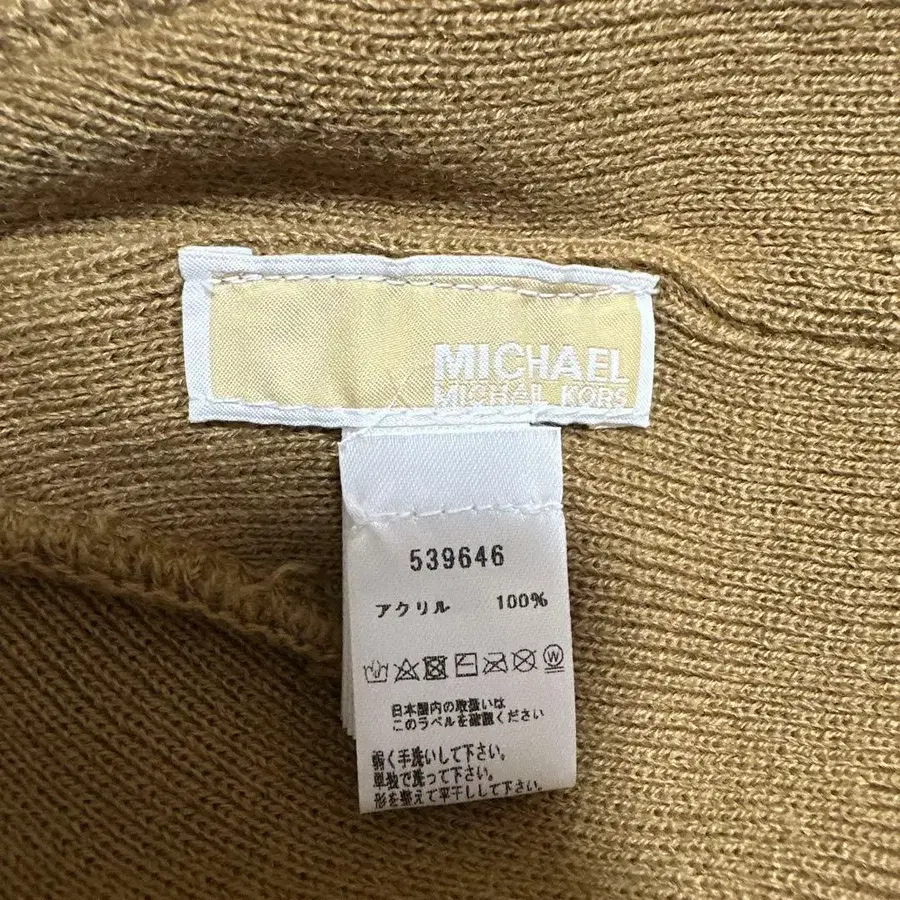 MICHAEL
MICHAEL KORS
539646
アクリル 100%
W
日本国内の取扱いは
このラベルを確認ください
弱く手洗いして下さい。
単独で洗って下さい。
形を整えて平干しして下さい。